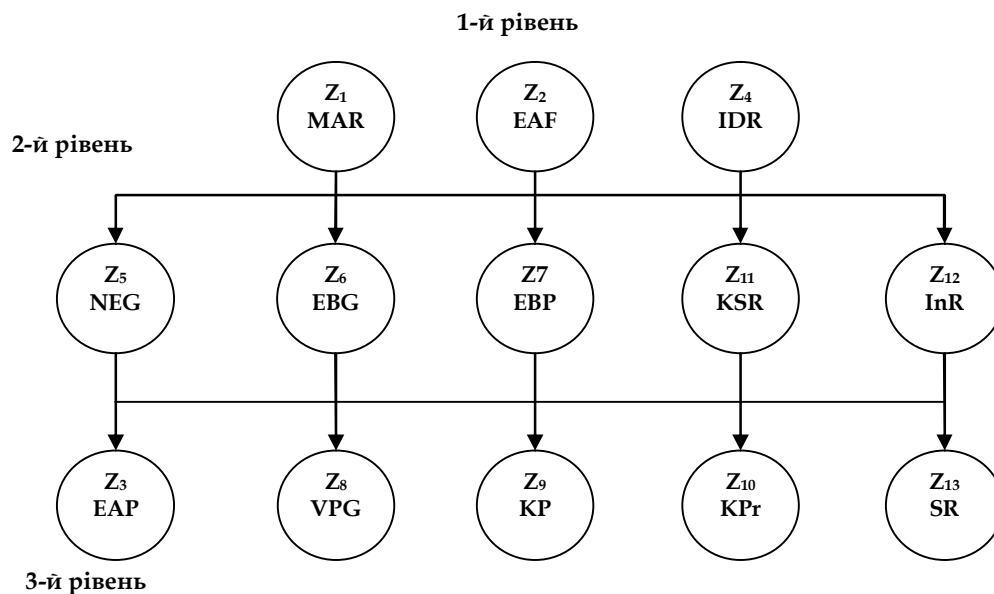 1-й рівень
Z₁
MAR
Z₂
EAF
Z₄
IDR
2-й рівень
Z₅
NEG
Z₆
EBG
Z7
EBP
Z₁₁
KSR
Z₁₂
InR
Z₃
EAP
Z₈
VPG
Z₉
KP
Z₁₀
KPr
Z₁₃
SR
3-й рівень